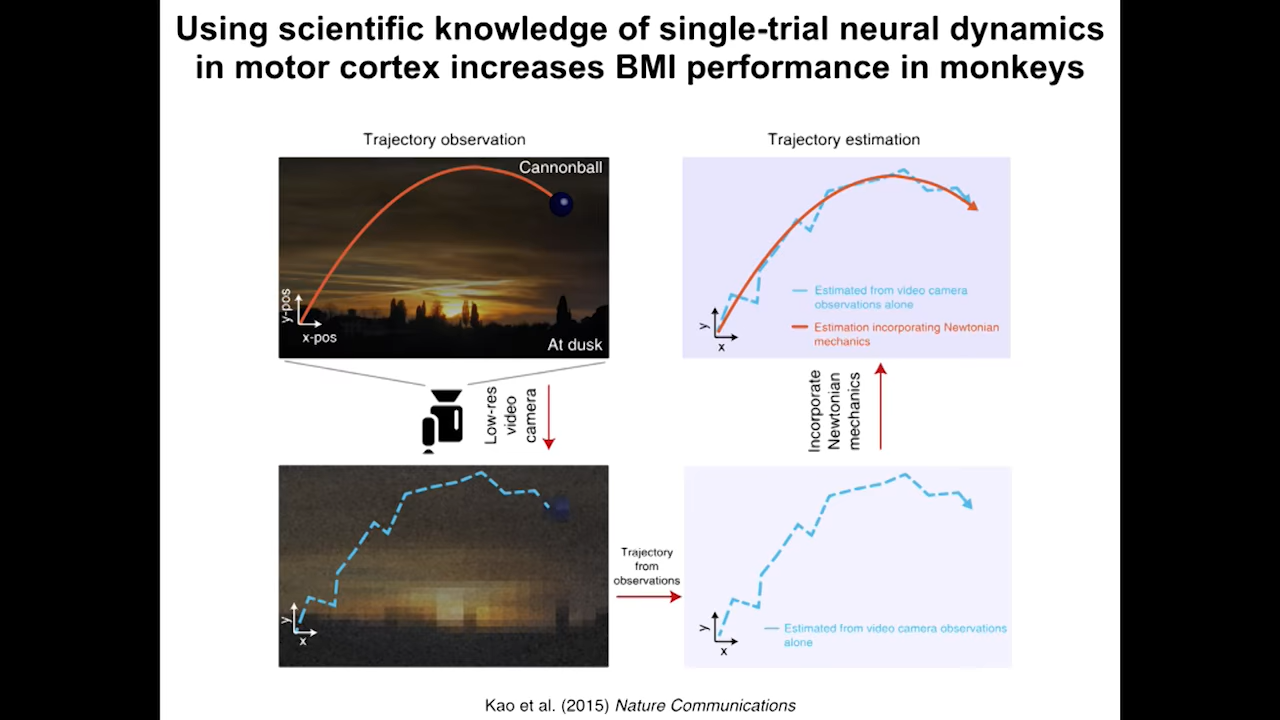 Using scientific knowledge of single-trial neural dynamics
in motor cortex increases BMI performance in monkeys
Trajectory observation
Cannonball
y-pos
x-pos
At dusk
Trajectory estimation
Estimated from video camera
observations alone
Estimation incorporating Newtonian
mechanics
y
x
Low-res
video
camera
Incorporate
Newtonian
mechanics
y
x
Trajectory
from
observations
Estimated from video camera observations
alone
y
x
Kao et al. (2015) Nature Communications